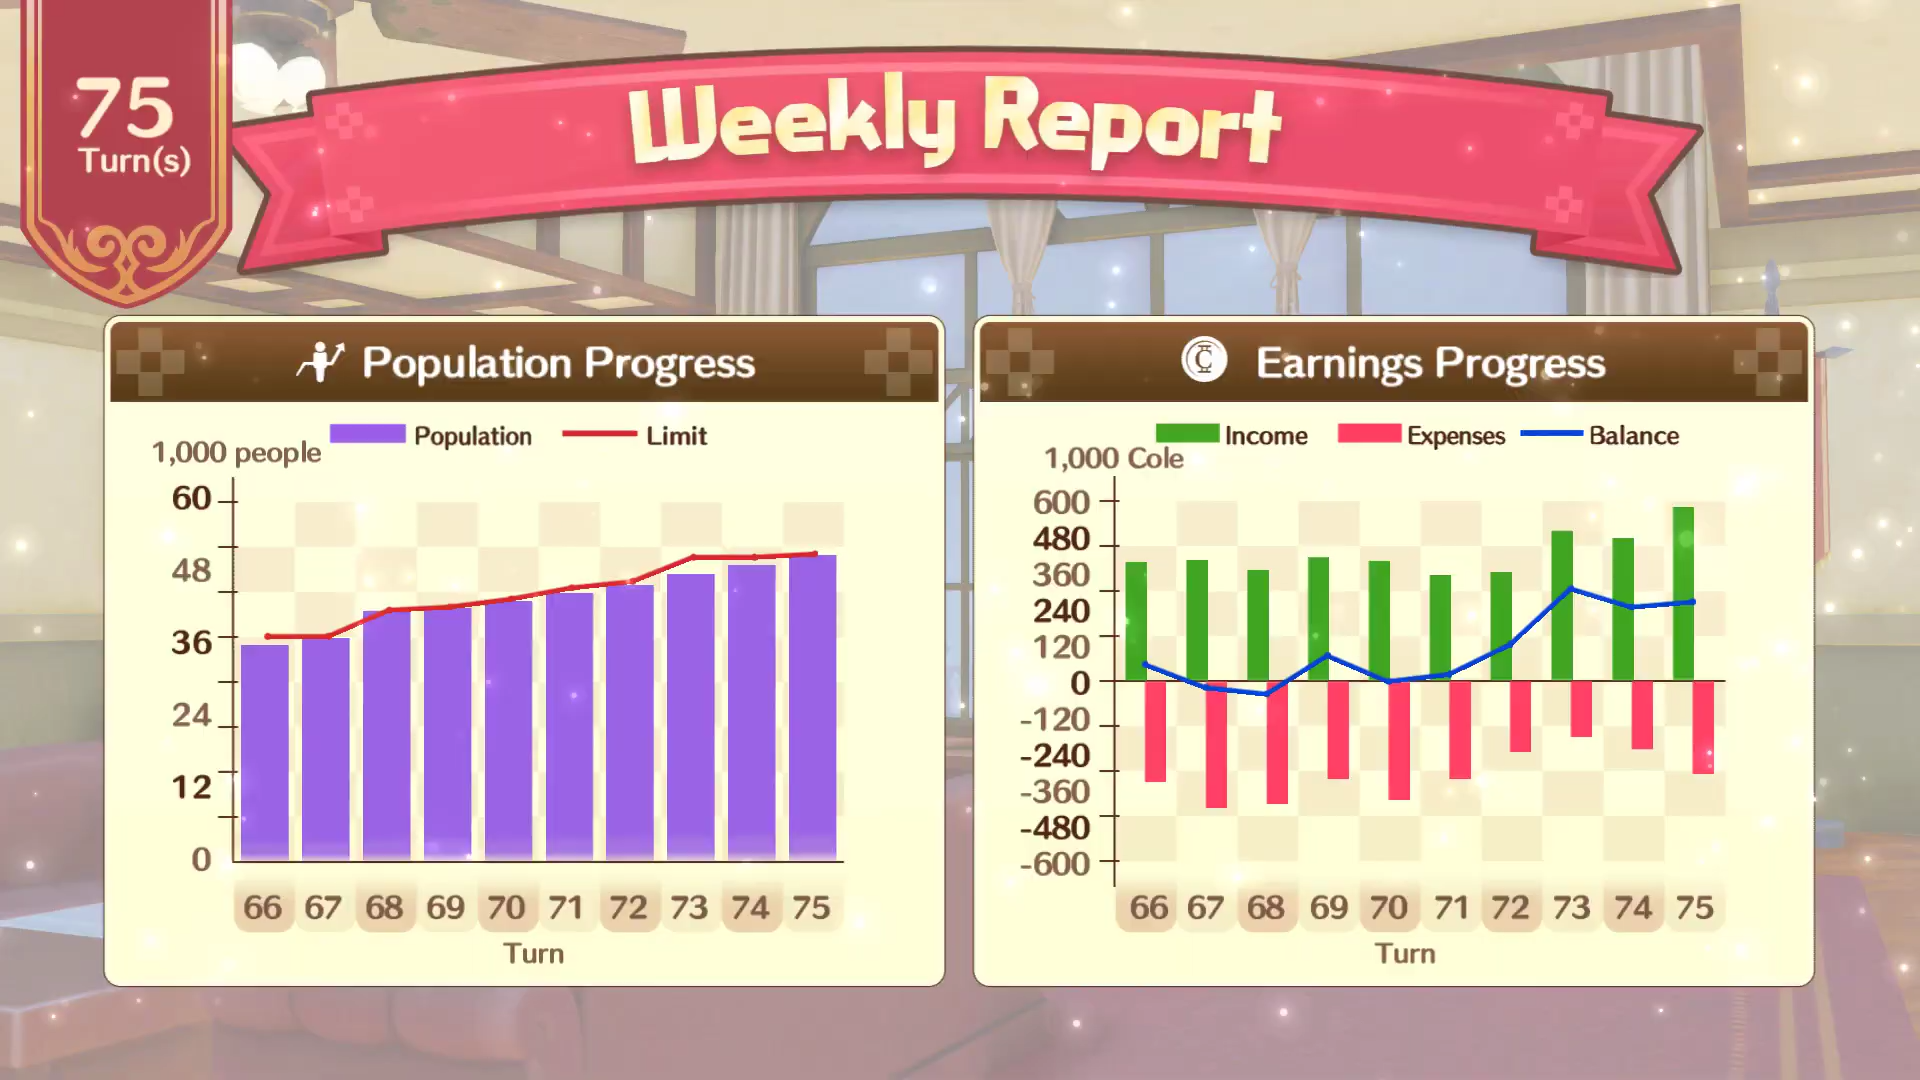 75
Turn(s)
Weekly Report
Population Progress
Population
Limit
1,000 people
60
48
36
24
12
0
66 67 68 69 70 71 72 73 74 75
Turn
Earnings Progress
Income
Expenses
Balance
1,000 Cole
600
480
360
240
120
0
-120
-240
-360
-480
-600
66 67 68 69 70 71 72 73 74 75
Turn